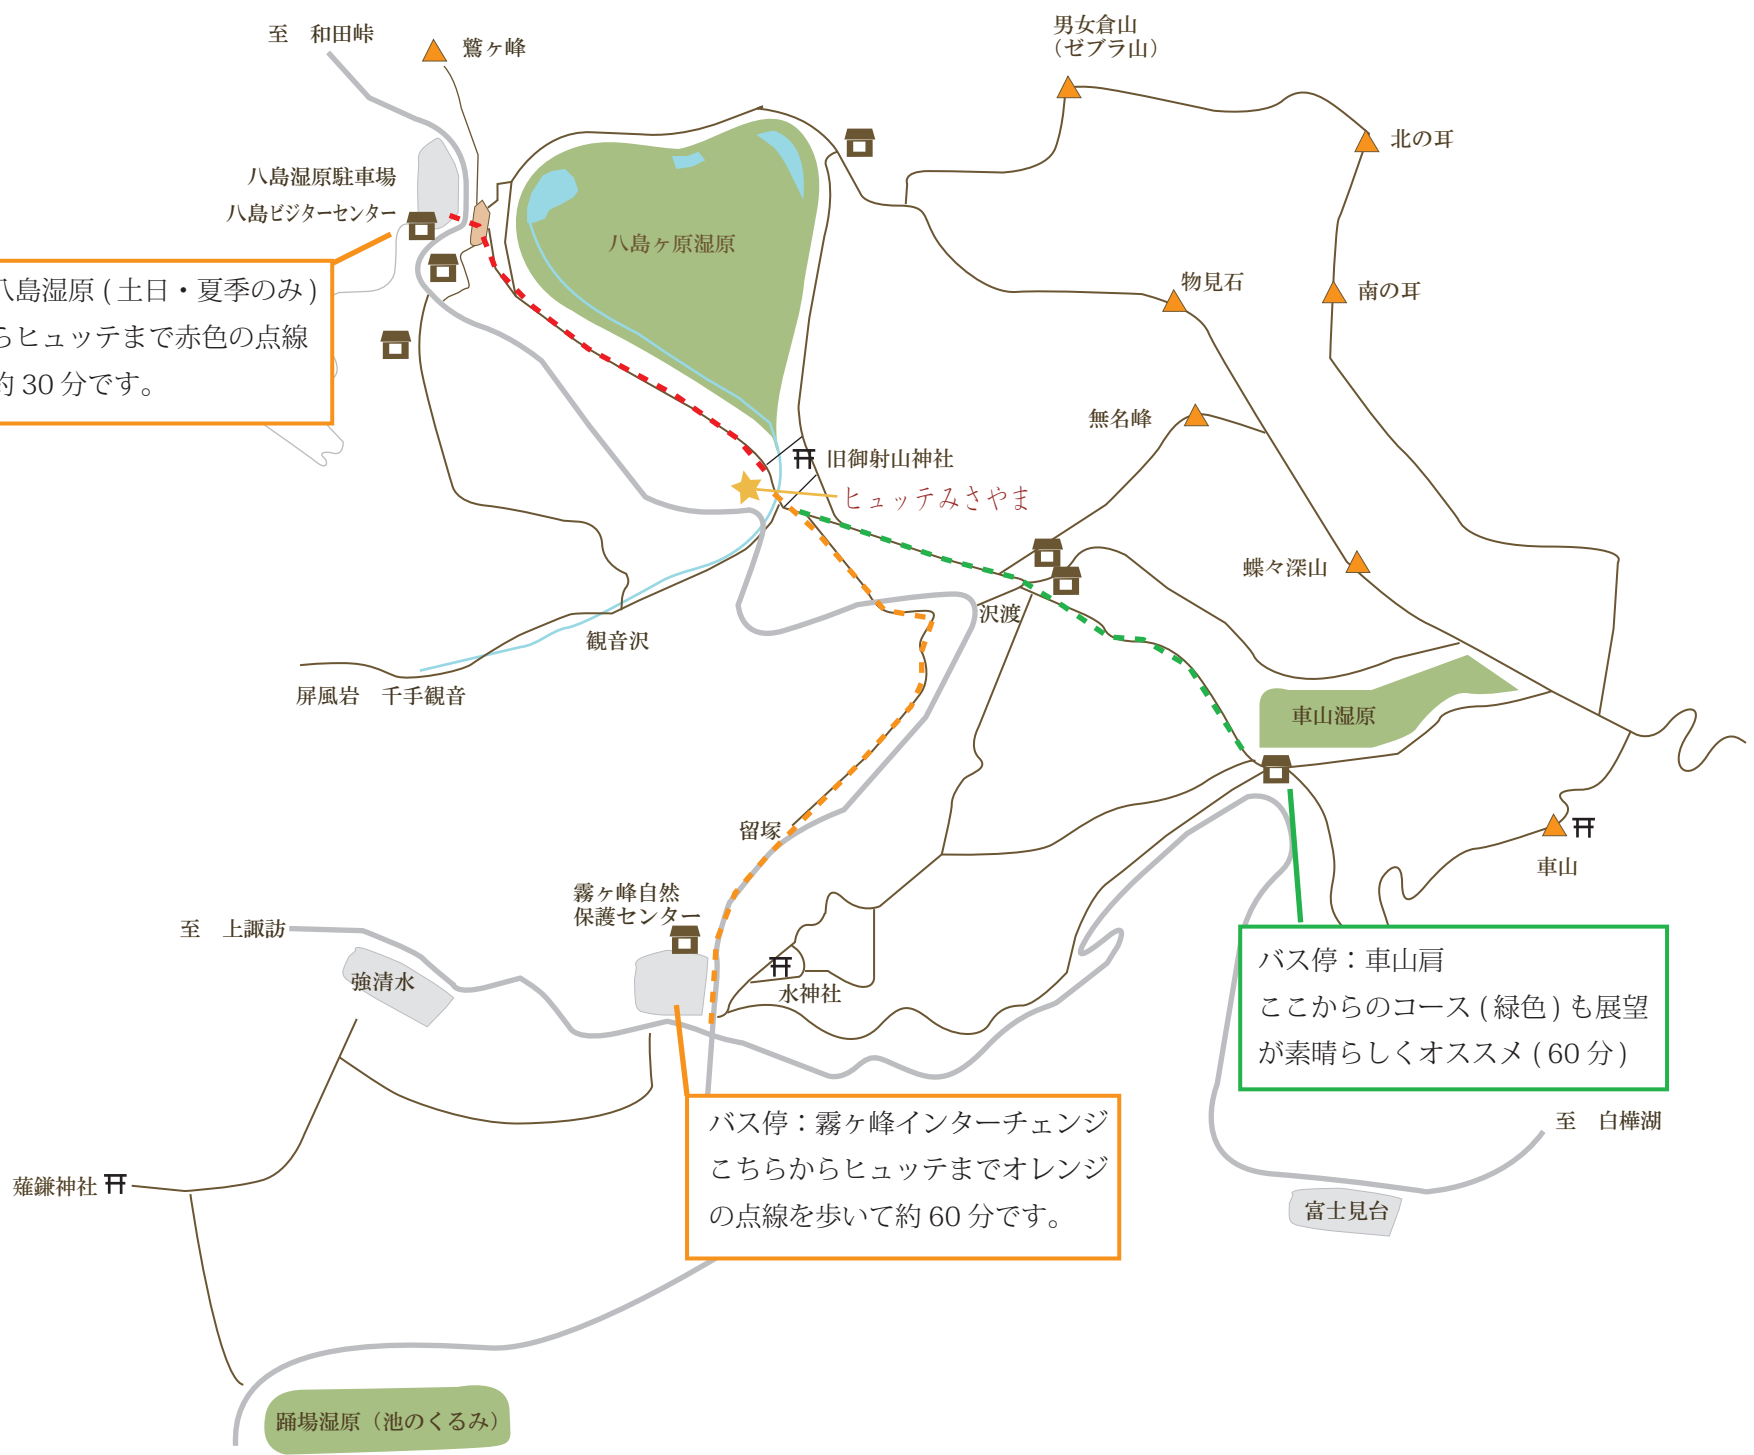 至　和田峠
鷲ヶ峰
男女倉山
（ゼブラ山）
北の耳
八島湿原駐車場
八島ビジターセンター
八島ヶ原湿原
八島湿原 ( 土日・夏季のみ )
らヒュッテまで赤色の点線
約 30 分です。
物見石
南の耳
無名峰
旧御射山神社
ヒュッテみさやま
蝶々深山
沢渡
観音沢
屏風岩　千手観音
車山湿原
留塚
車山
霧ヶ峰自然
保護センター
至　上諏訪
強清水
水神社
バス停：車山肩
ここからのコース ( 緑色 ) も展望
が素晴らしくオススメ ( 60 分 )
バス停：霧ヶ峰インターチェンジ
こちらからヒュッテまでオレンジ
の点線を歩いて約 60 分です。
至　白樺湖
薙鎌神社
富士見台
踊場湿原（池のくるみ）